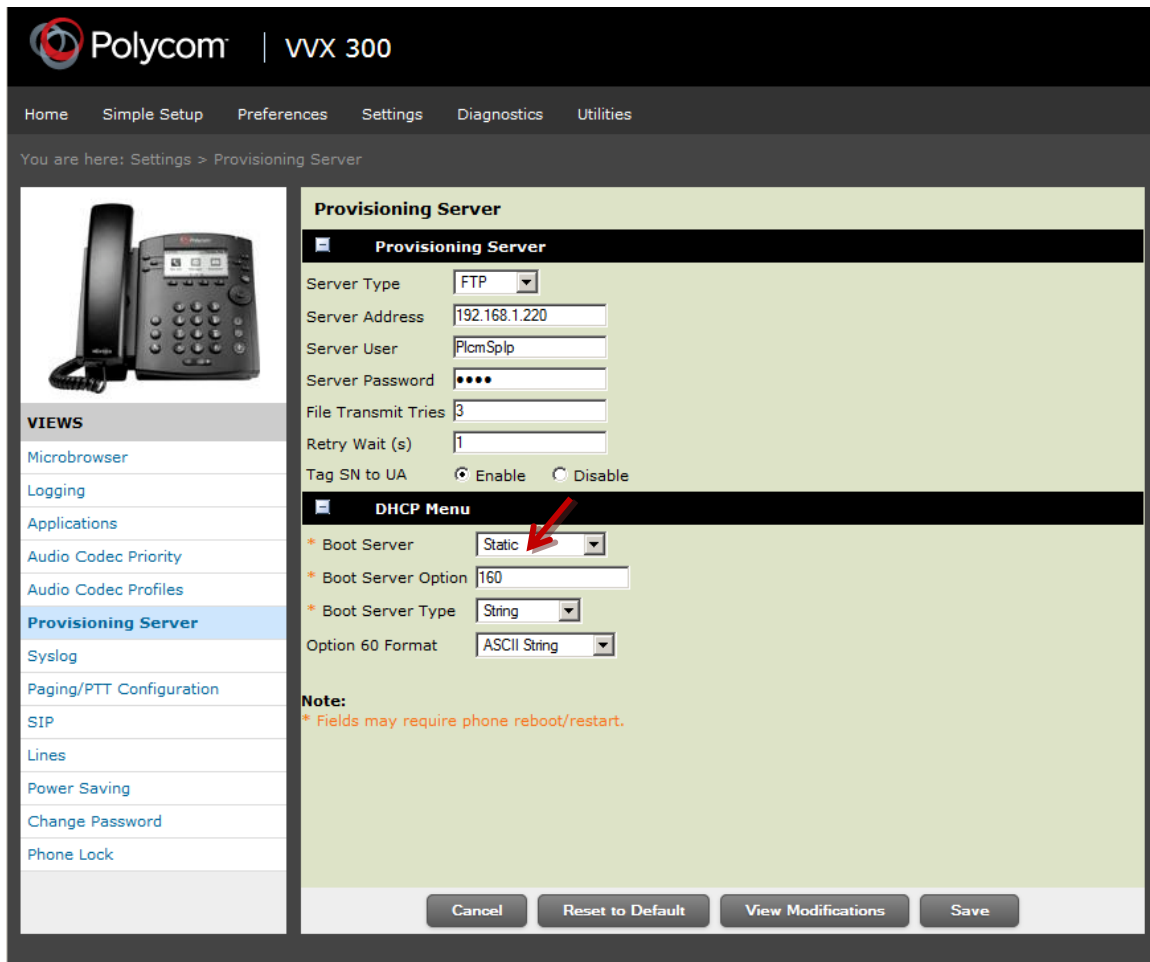 Polycom | VVX 300
Home Simple Setup Preferences Settings Diagnostics Utilities
You are here: Settings > Provisioning Server
Provisioning Server
Provisioning Server
Server Type FTP
Server Address 192.168.1.220
Server User PlcmSpIp
Server Password ••••
File Transmit Tries 3
Retry Wait (s) 1
Tag SN to UA Enable Disable
DHCP Menu
* Boot Server Static
* Boot Server Option 160
* Boot Server Type String
Option 60 Format ASCII String
Note:
* Fields may require phone reboot/restart.
VIEWS
Microbrowser
Logging
Applications
Audio Codec Priority
Audio Codec Profiles
Provisioning Server
Syslog
Paging/PTT Configuration
SIP
Lines
Power Saving
Change Password
Phone Lock
Cancel Reset to Default View Modifications Save